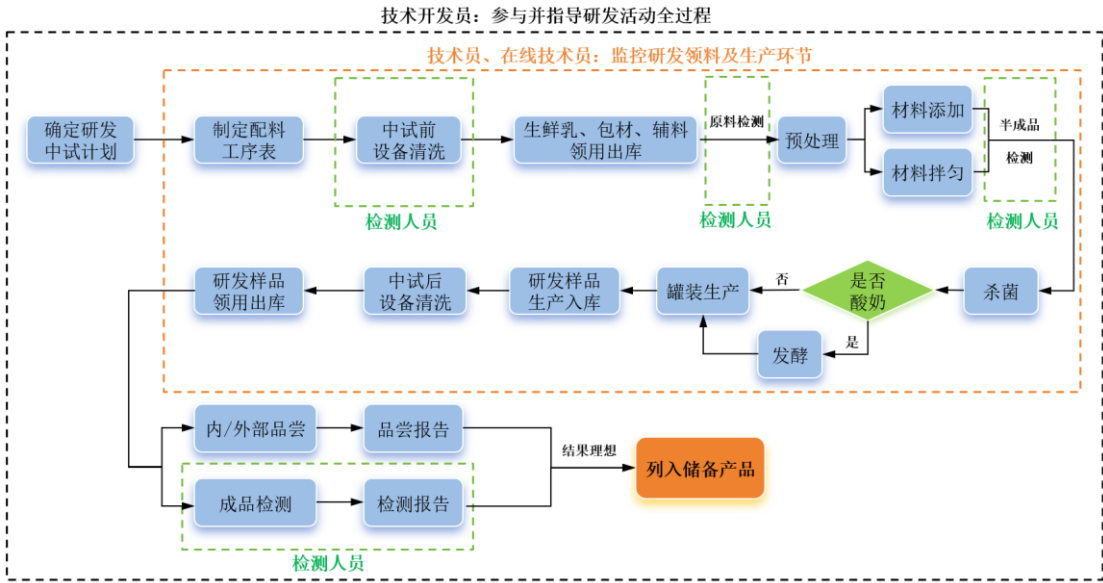 技术开发员：参与并指导研发活动全过程
技术员、在线技术员：监控研发领料及生产环节
确定研发
中试计划
制定配料
工序表
中试前
设备清洗
检测人员
生鲜乳、包材、辅料
领用出库
原料检测
检测人员
预处理
材料添加
材料拌匀
半成品
检测
检测人员
杀菌
是否
酸奶
否
是
发酵
罐装生产
研发样品
生产入库
中试后
设备清洗
研发样品
领用出库
内/外部品尝
品尝报告
成品检测
检测报告
检测人员
结果理想
列入储备产品